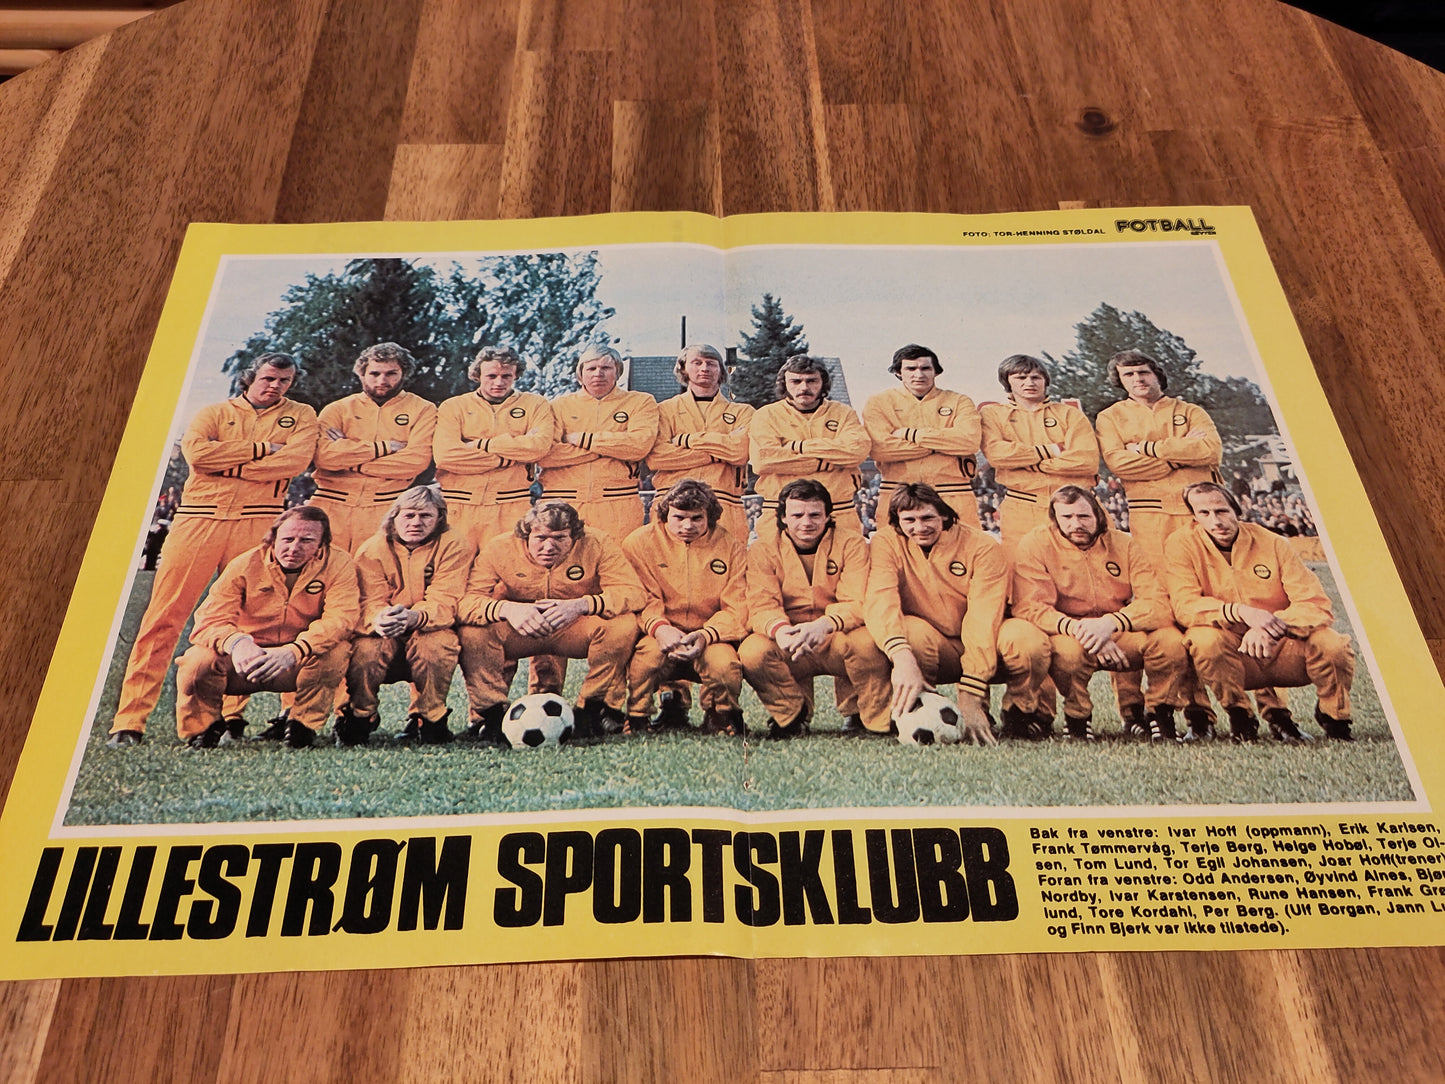 FOTO: TOR-HENNING STØLDAL FOTBALL
LILLESTRØM SPORTSKLUBB
Bak fra venstre: Ivar Hoff (oppmann), Erik Karlsen,
Frank Tømmervåg, Terje Berg, Helge Hobøl, Terje Ol-
sen, Tom Lund, Tor Egil Johansen, Joar Hoff(trener)
Foran fra venstre: Odd Andersen, Øyvind Alnes, Bjør
Nordby, Ivar Karstensen, Rune Hansen, Frank Grø
lund, Tore Kordahl, Per Berg. (Ulf Borgan, Jann
og Finn Bjerk var ikke tilstede).